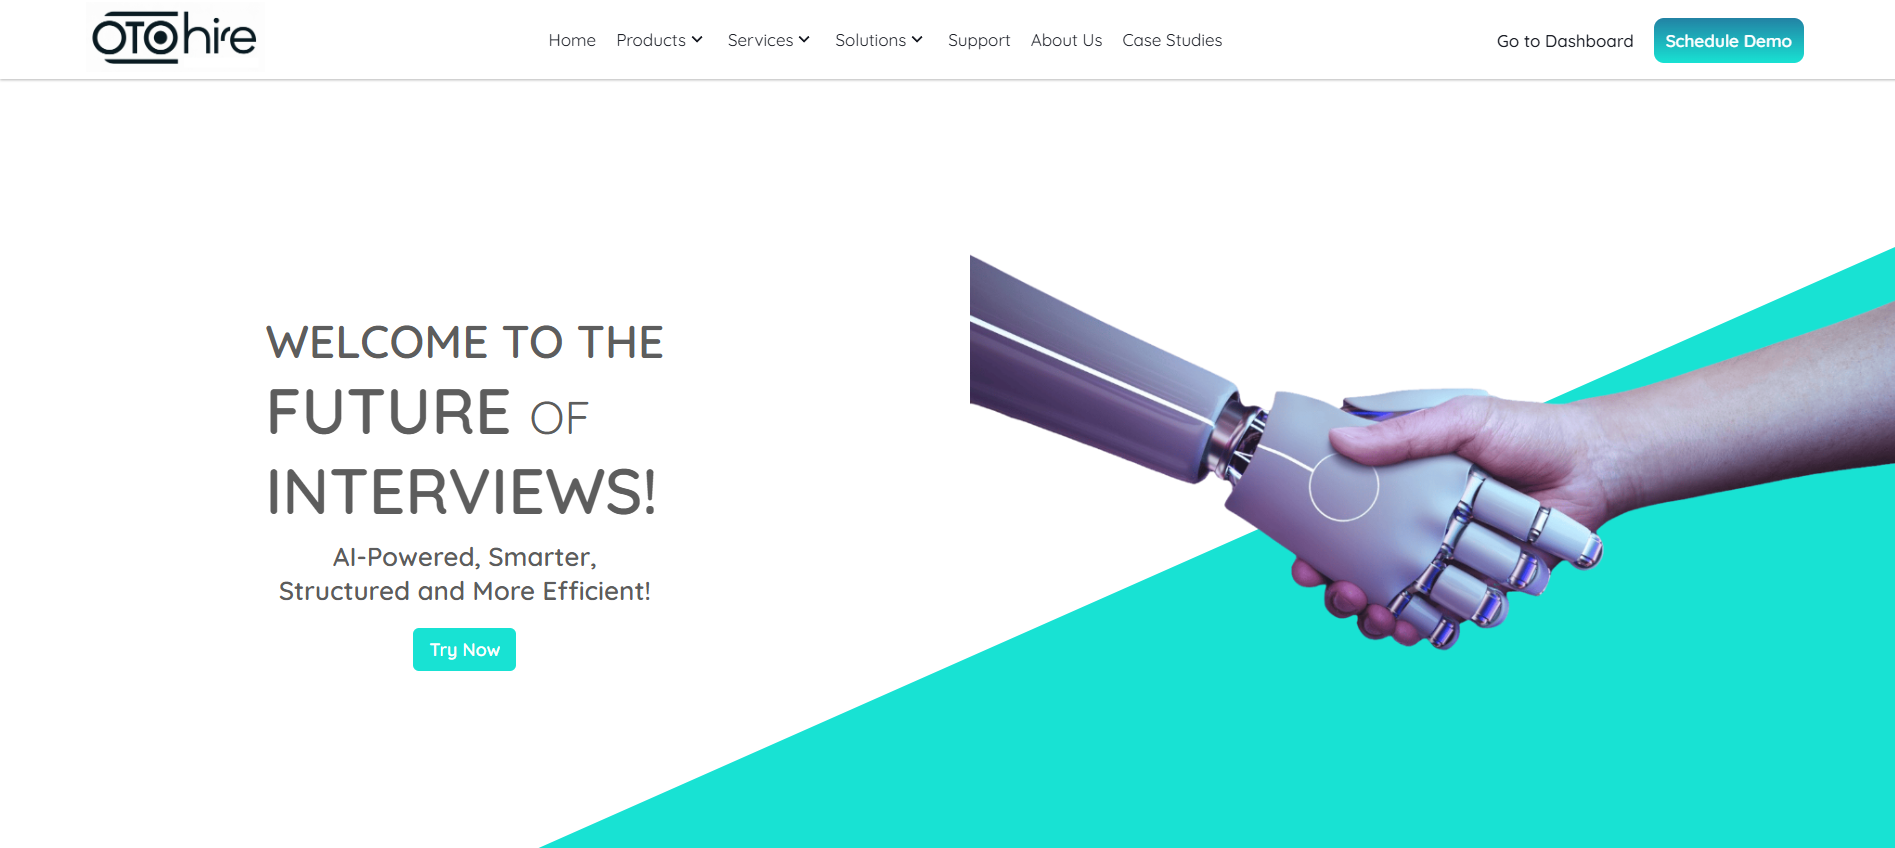 OTOhire
Home Products Services Solutions Support About Us Case Studies
Go to Dashboard Schedule Demo
WELCOME TO THE
FUTURE OF
INTERVIEWS!
AI-Powered, Smarter,
Structured and More Efficient!
Try Now